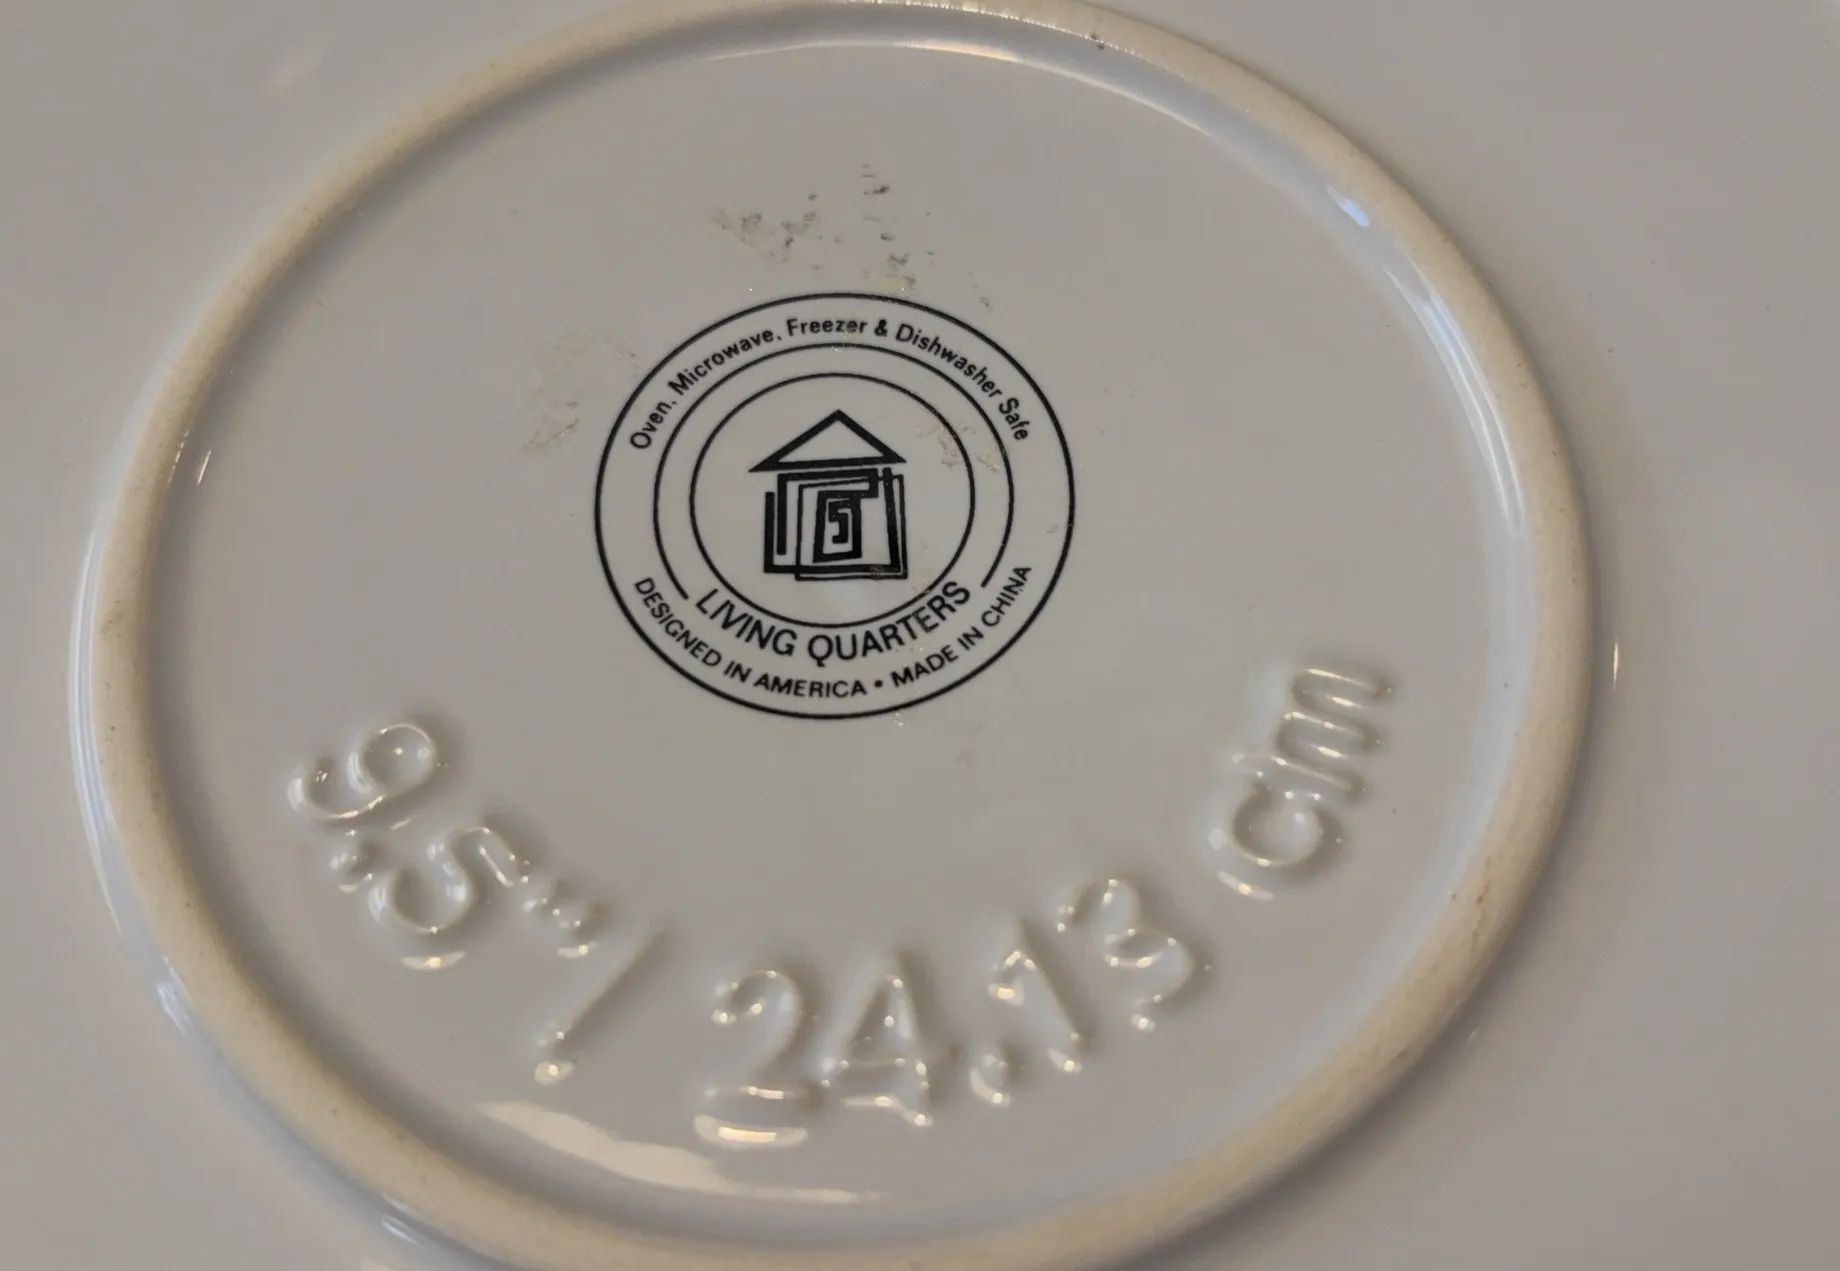 Oven, Microwave, Freezer & Dishwasher Safe
LIVING QUARTERS
DESIGNED IN AMERICA • MADE IN CHINA
9.5" / 24.13 cm